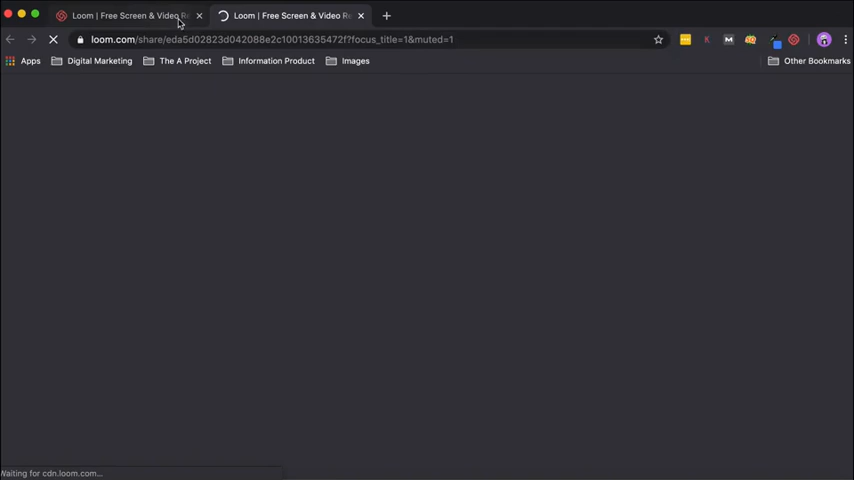 Loom | Free Screen & Video Re
Loom | Free Screen & Video Re
loom.com/share/eda5d02823d042088e2c10013635472f?focus_title=1&muted=1
Apps
Digital Marketing
The A Project
Information Product
Images
Other Bookmarks
Waiting for cdn.loom.com...